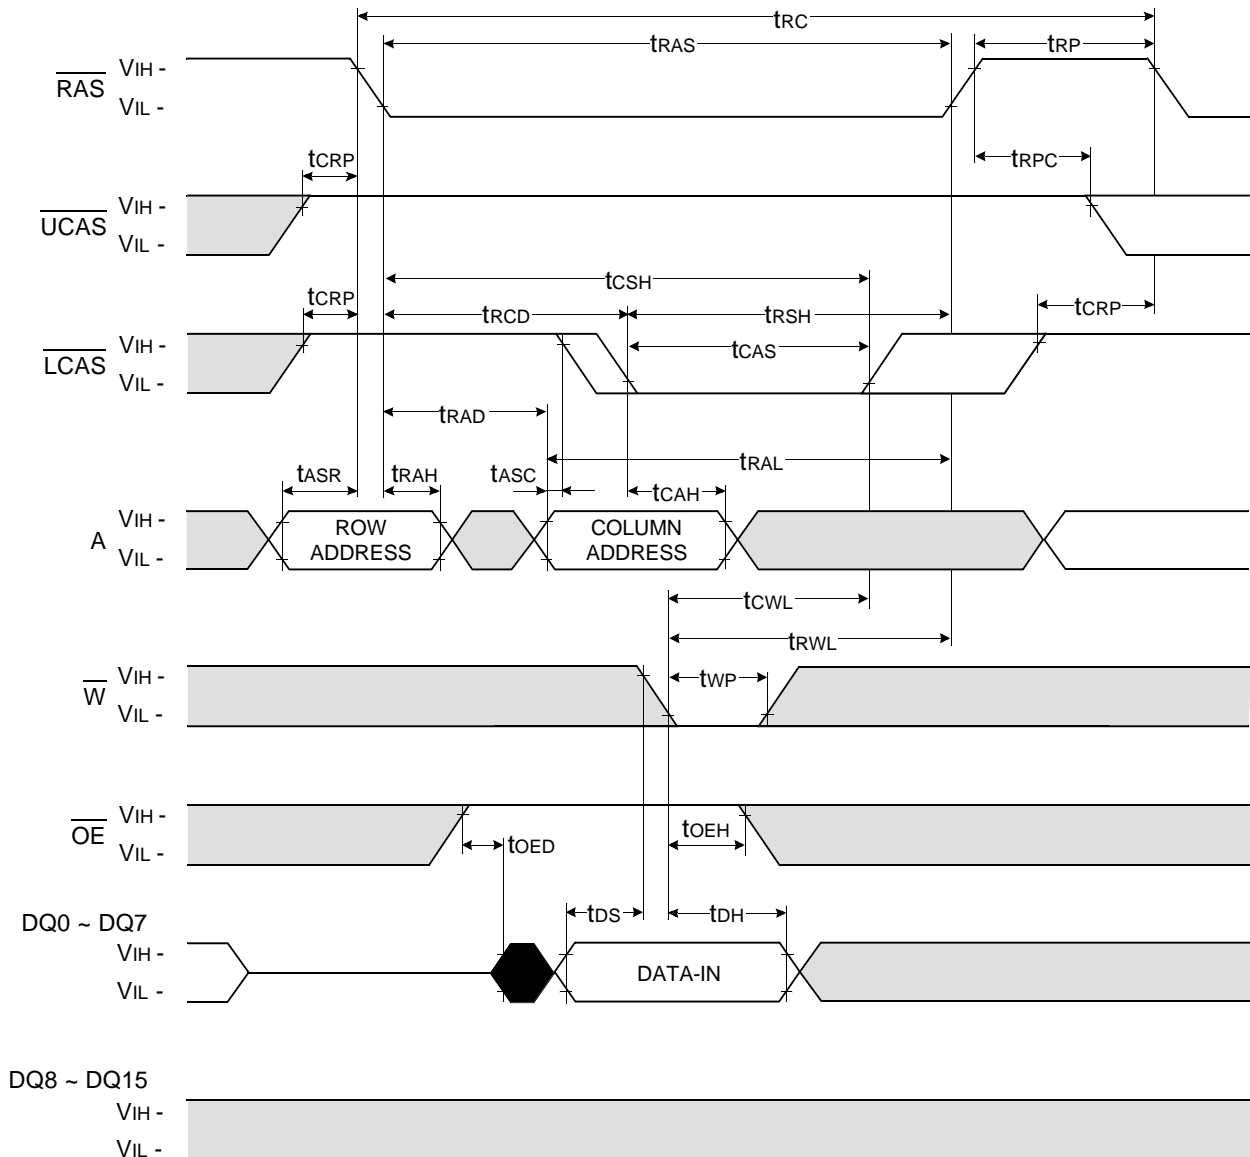 tRC
tRAS
tRP
RAS
VIH -
VIL -
tCRP
tRPC
UCAS
VIH -
VIL -
tCSH
tCRP
tRCD
tRSH
tCRP
LCAS
VIH -
VIL -
tCAS
tRAD
tRAL
tASR
tRAH
tASC
tCAH
A
VIH -
VIL -
ROW
ADDRESS
COLUMN
ADDRESS
tCWL
tRWL
W
VIH -
VIL -
tWP
OE
VIH -
VIL -
tOED
tOEH
tDS
tDH
DQ0 ~ DQ7
VIH -
VIL -
DATA-IN
DQ8 ~ DQ15
VIH -
VIL -